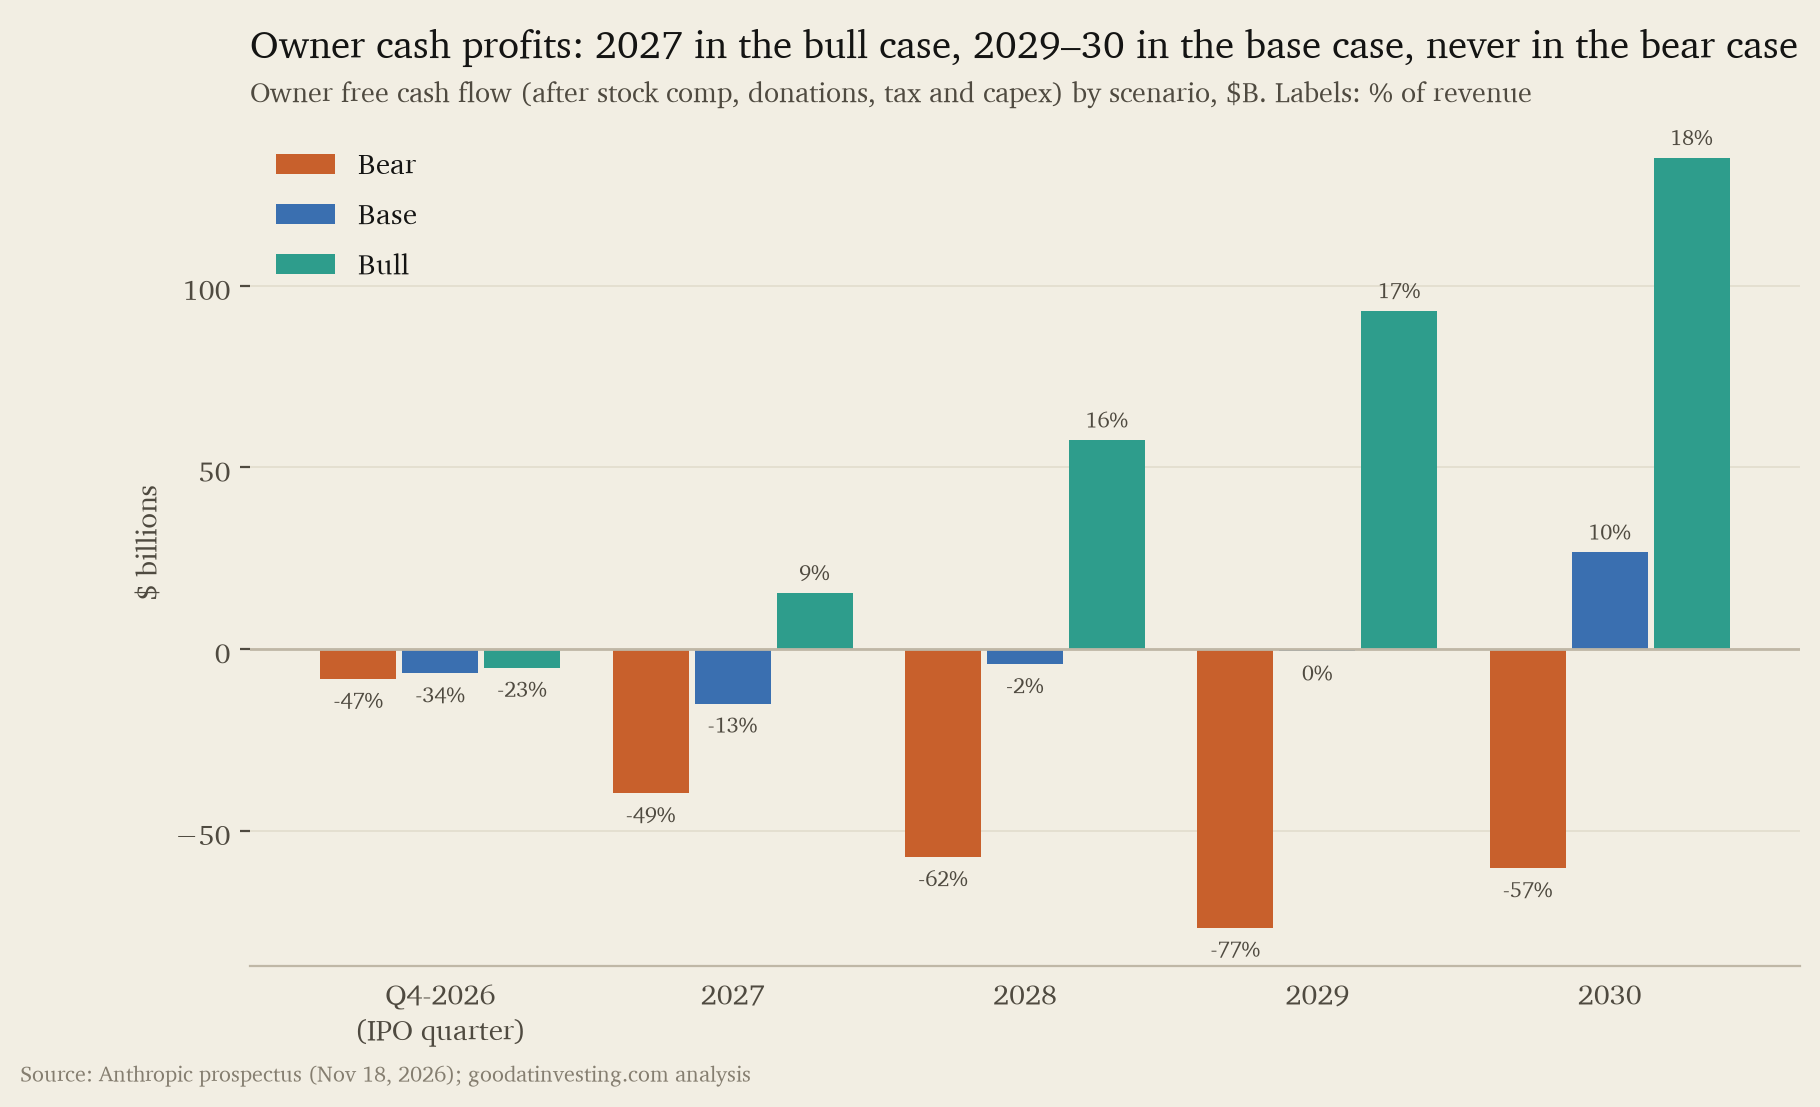 Owner cash profits: 2027 in the bull case, 2029–30 in the base case, never in the bear case
Owner free cash flow (after stock comp, donations, tax and capex) by scenario, $B. Labels: % of revenue
Bear
Base
Bull
$ billions
100
50
0
−50
-47%
-34%
-23%
-49%
-13%
9%
-62%
-2%
16%
-77%
0%
17%
-57%
10%
18%
Q4-2026
(IPO quarter)
2027
2028
2029
2030
Source: Anthropic prospectus (Nov 18, 2026); goodatinvesting.com analysis